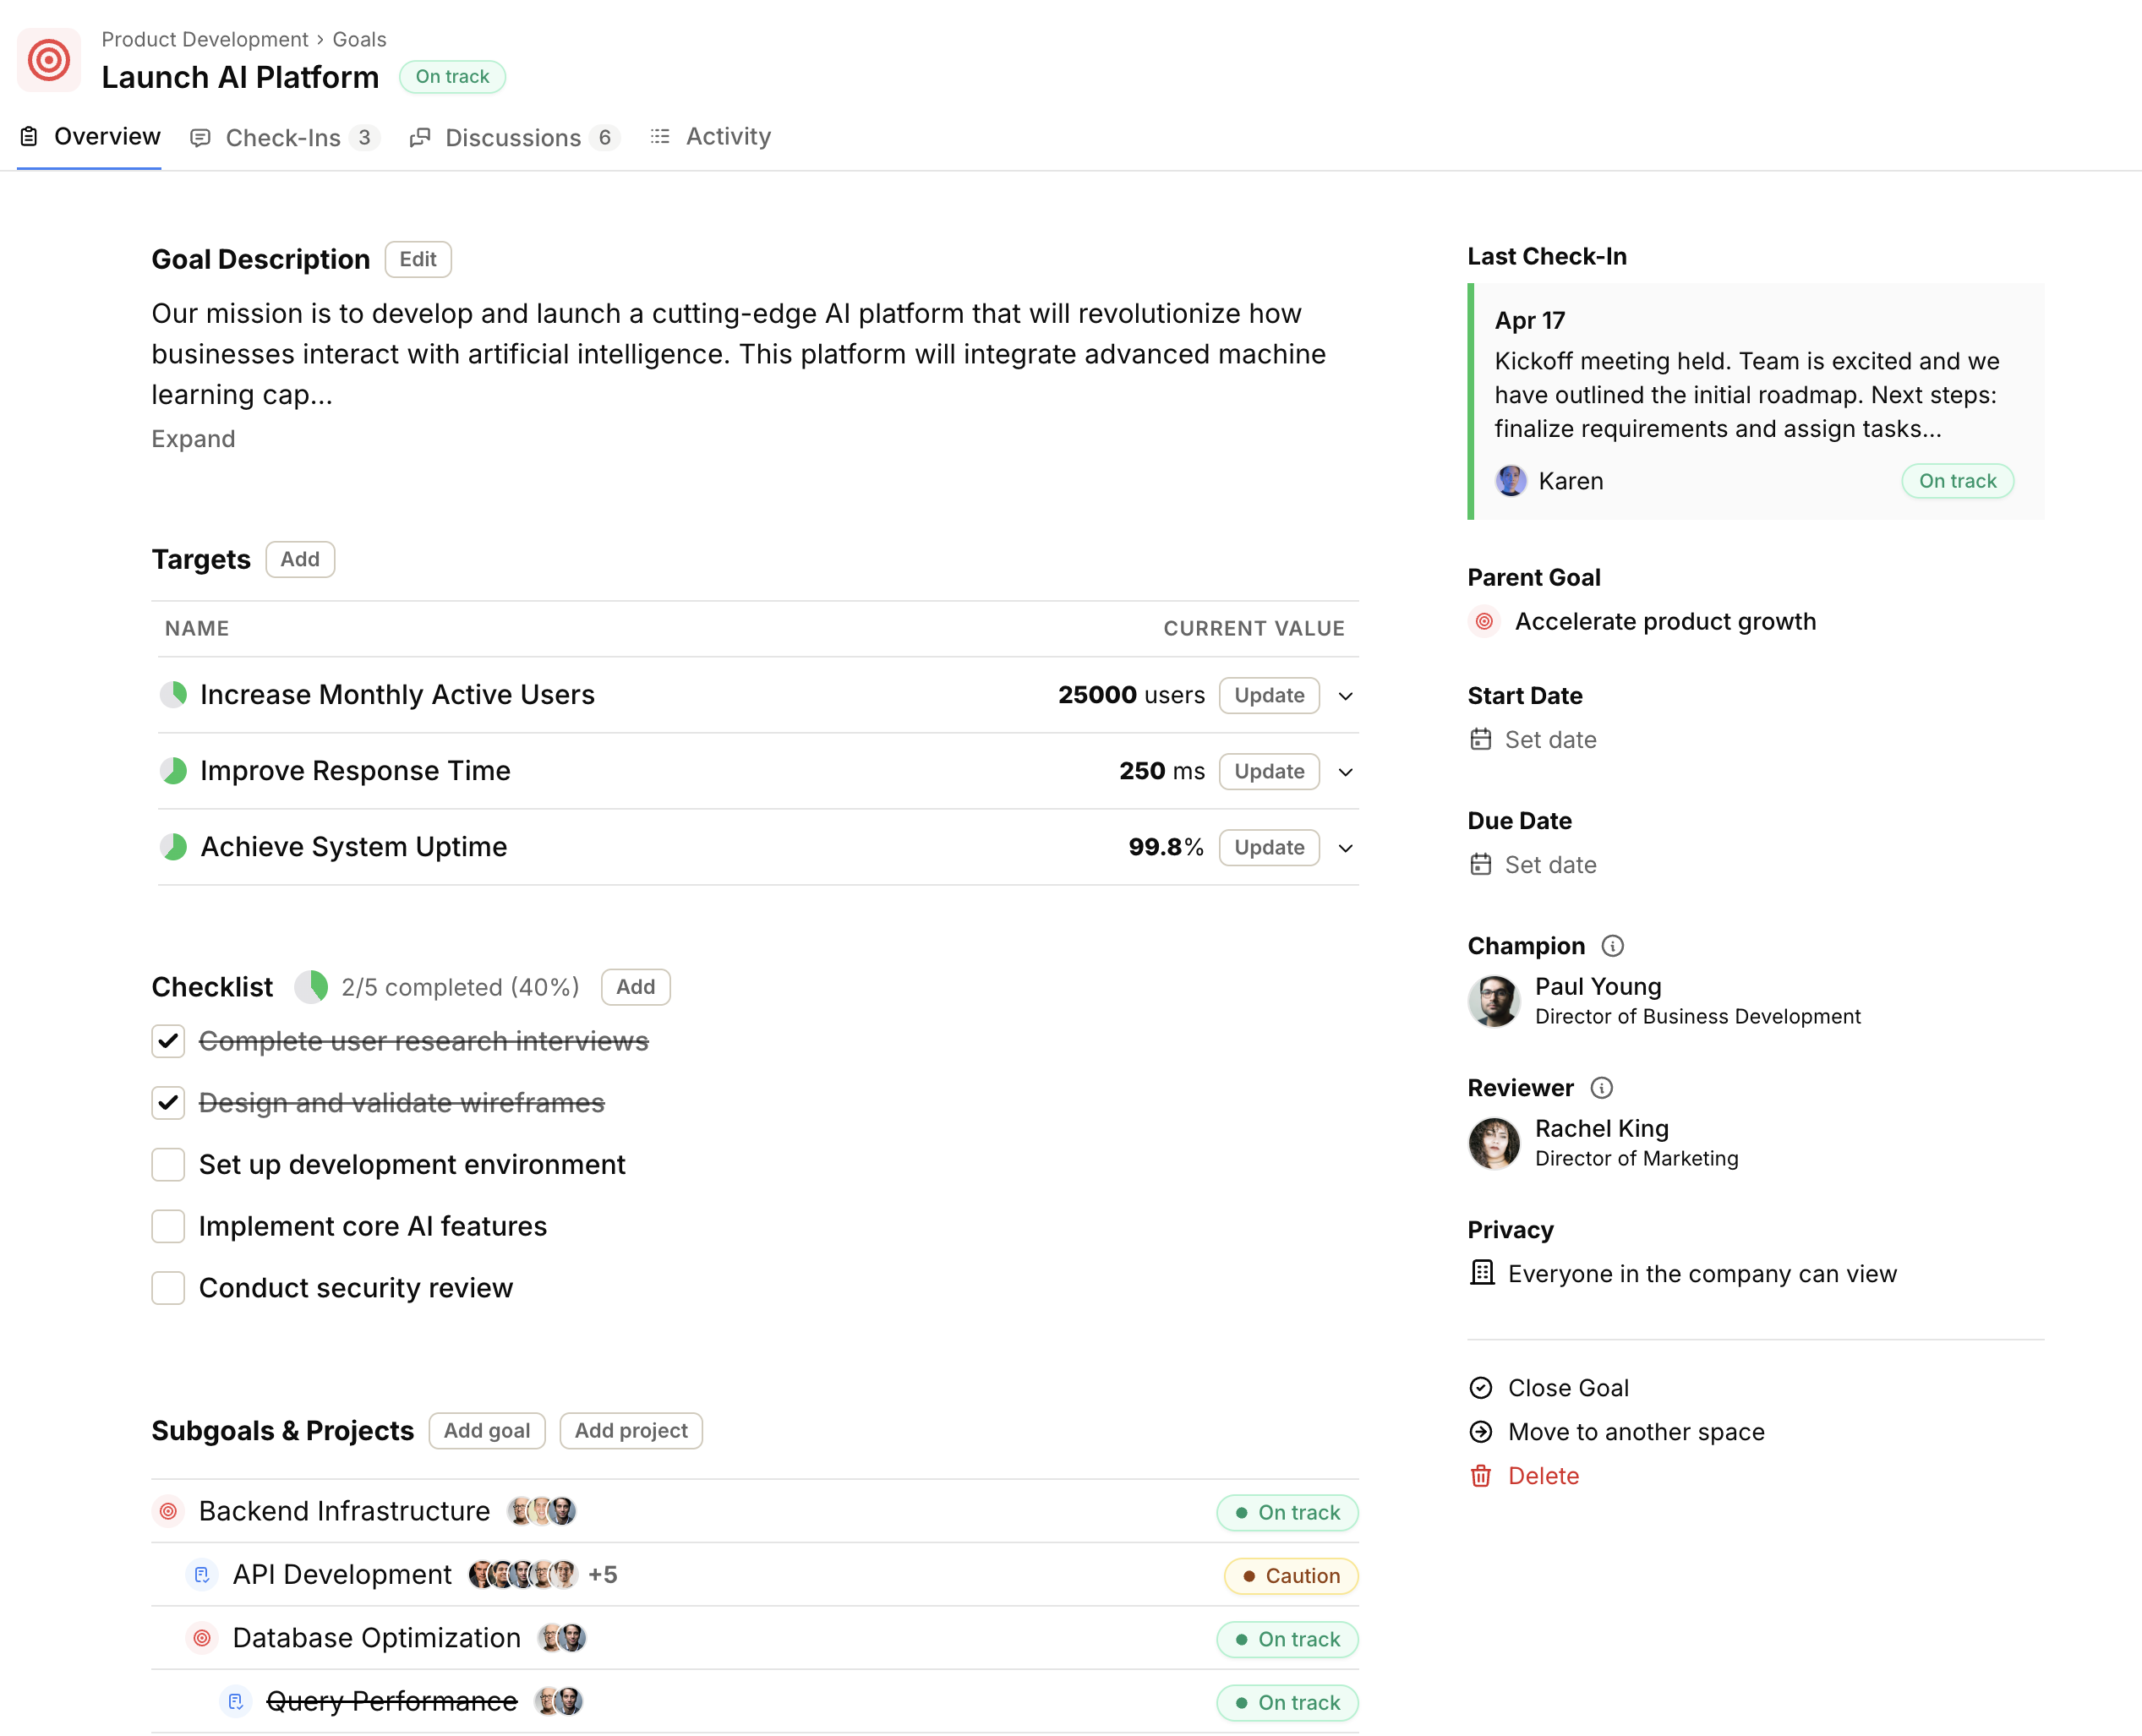 Product Development › Goals
Launch AI Platform
On track
Overview
Check-Ins 3
Discussions 6
Activity
Goal Description
Edit
Our mission is to develop and launch a cutting-edge AI platform that will revolutionize how
businesses interact with artificial intelligence. This platform will integrate advanced machine
learning cap...
Expand
Targets
Add
NAME
CURRENT VALUE
Increase Monthly Active Users
25000 users
Update
Improve Response Time
250 ms
Update
Achieve System Uptime
99.8%
Update
Checklist
2/5 completed (40%)
Add
Complete user research interviews
Design and validate wireframes
Set up development environment
Implement core AI features
Conduct security review
Subgoals & Projects
Add goal
Add project
Backend Infrastructure
On track
API Development
+5
Caution
Database Optimization
On track
Query Performance
On track
Last Check-In
Apr 17
Kickoff meeting held. Team is excited and we
have outlined the initial roadmap. Next steps:
finalize requirements and assign tasks...
Karen
On track
Parent Goal
Accelerate product growth
Start Date
Set date
Due Date
Set date
Champion
Paul Young
Director of Business Development
Reviewer
Rachel King
Director of Marketing
Privacy
Everyone in the company can view
Close Goal
Move to another space
Delete